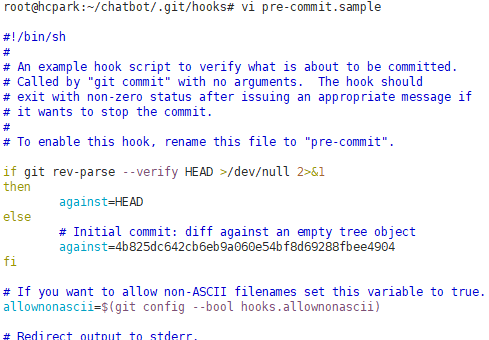 root@hcpark:~/chatbot/.git/hooks# vi pre-commit.sample
#!/bin/sh
#
# An example hook script to verify what is about to be committed.
# Called by "git commit" with no arguments.  The hook should
# exit with non-zero status after issuing an appropriate message if
# it wants to stop the commit.
#
# To enable this hook, rename this file to "pre-commit".
if git rev-parse --verify HEAD >/dev/null 2>&1
then
        against=HEAD
else
        # Initial commit: diff against an empty tree object
        against=4b825dc642cb6eb9a060e54bf8d69288fbee4904
fi
# If you want to allow non-ASCII filenames set this variable to true.
allownonascii=$(git config --bool hooks.allownonascii)
# Redirect output to stderr.